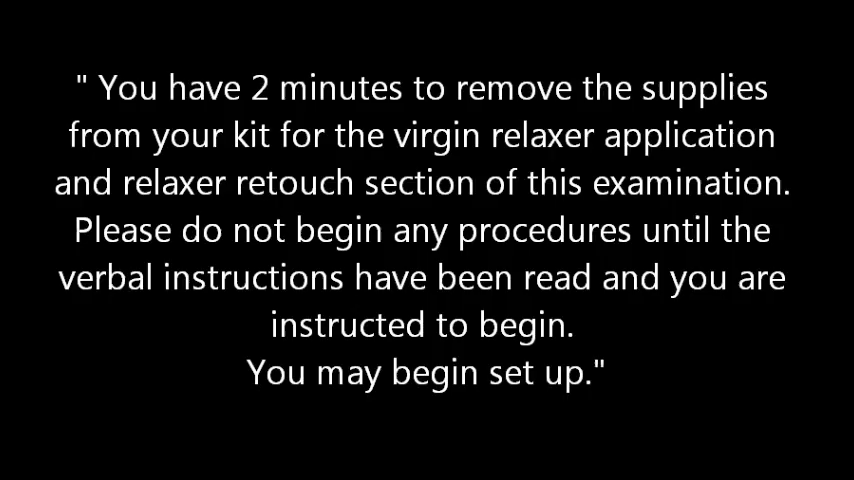 " You have 2 minutes to remove the supplies
from your kit for the virgin relaxer application
and relaxer retouch section of this examination.
Please do not begin any procedures until the
verbal instructions have been read and you are
instructed to begin.
You may begin set up."